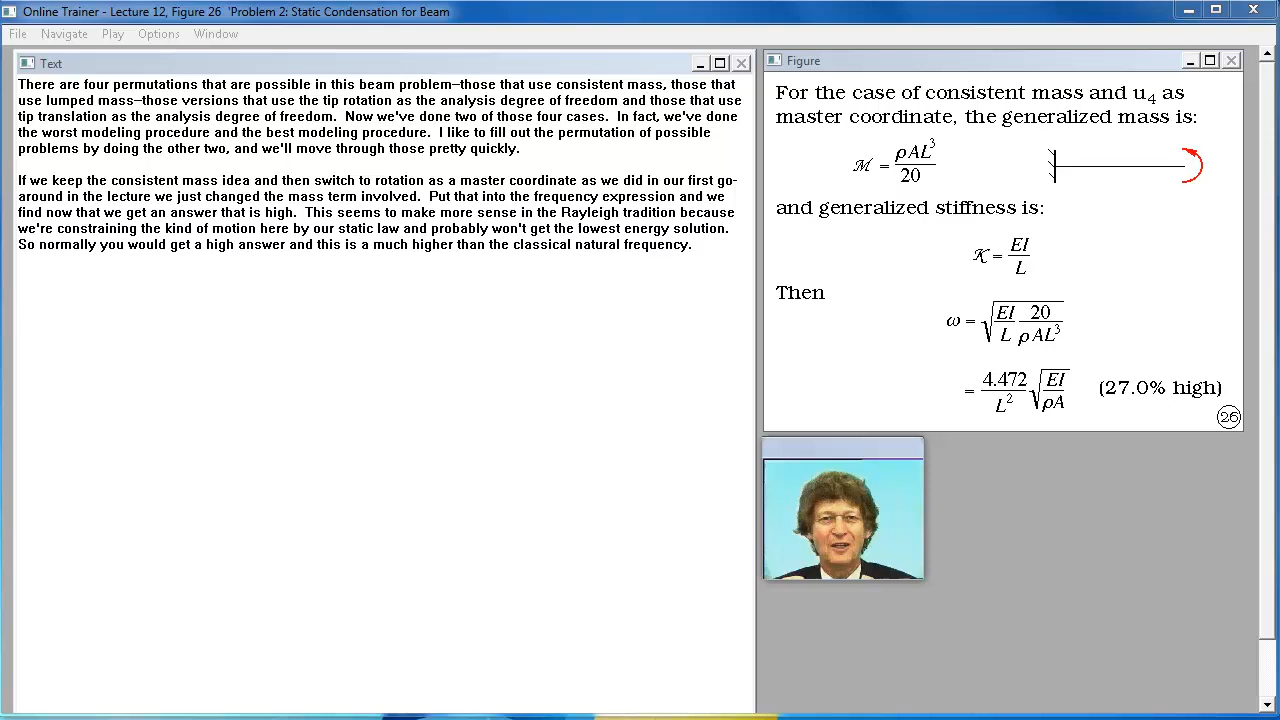 Online Trainer - Lecture 12, Figure 26 'Problem 2: Static Condensation for Beam
File Navigate Play Options Window
Text
There are four permutations that are possible in this beam problem—those that use consistent mass, those that
use lumped mass—those versions that use the tip rotation as the analysis degree of freedom and those that use
tip translation as the analysis degree of freedom. Now we've done two of those four cases. In fact, we've done
the worst modeling procedure and the best modeling procedure. I like to fill out the permutation of possible
problems by doing the other two, and we'll move through those pretty quickly.
If we keep the consistent mass idea and then switch to rotation as a master coordinate as we did in our first go-
around in the lecture we just changed the mass term involved. Put that into the frequency expression and we
find now that we get an answer that is high. This seems to make more sense in the Rayleigh tradition because
we're constraining the kind of motion here by our static law and probably won't get the lowest energy solution.
So normally you would get a high answer and this is a much higher than the classical natural frequency.
Figure
For the case of consistent mass and u₄ as
master coordinate, the generalized mass is:
ℳ = ρAL³/20
and generalized stiffness is:
𝒦 = EI/L
Then
ω = √(EI/L 20/ρAL³)
= 4.472/L² √(EI/ρA) (27.0% high)
26